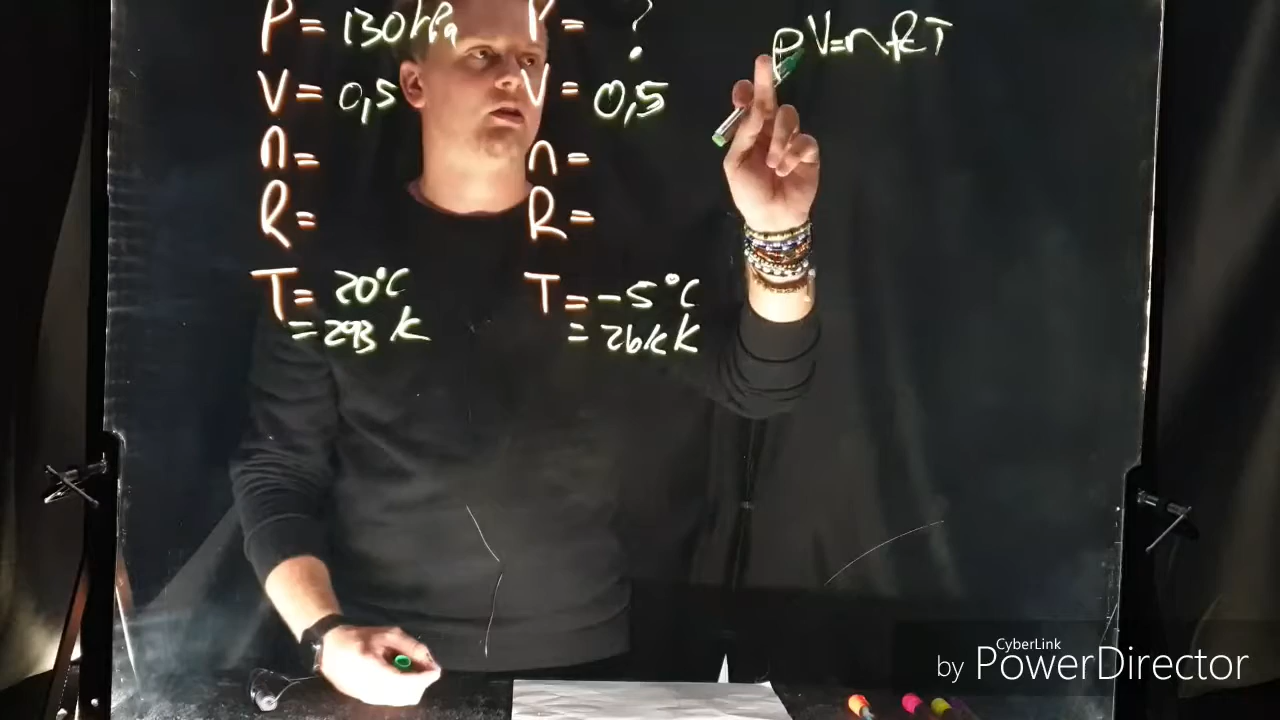 P = 130 kPa P = ? PV=nRT
V = 0,5 V = 0,5
n = n =
R = R =
T = 20°C T = -5°C
= 293 K = 268 K
CyberLink
by PowerDirector